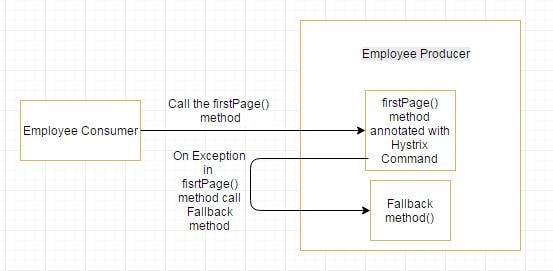 Employee Producer
Call the firstPage()
method
Employee Consumer
firstPage()
method
annotated with
Hystrix
Command
On Exception
in
fisrtPage()
method call
Fallback
method
Fallback
method()